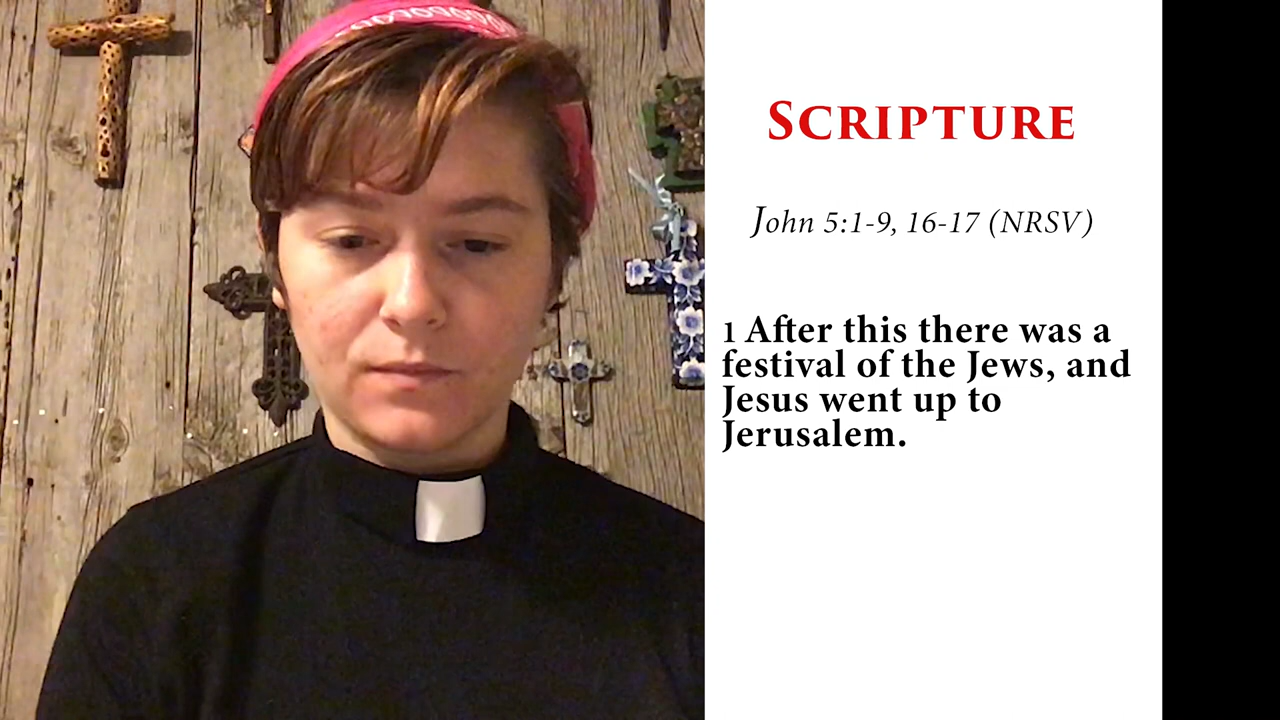 SCRIPTURE
John 5:1-9, 16-17 (NRSV)
1 After this there was a
festival of the Jews, and
Jesus went up to
Jerusalem.